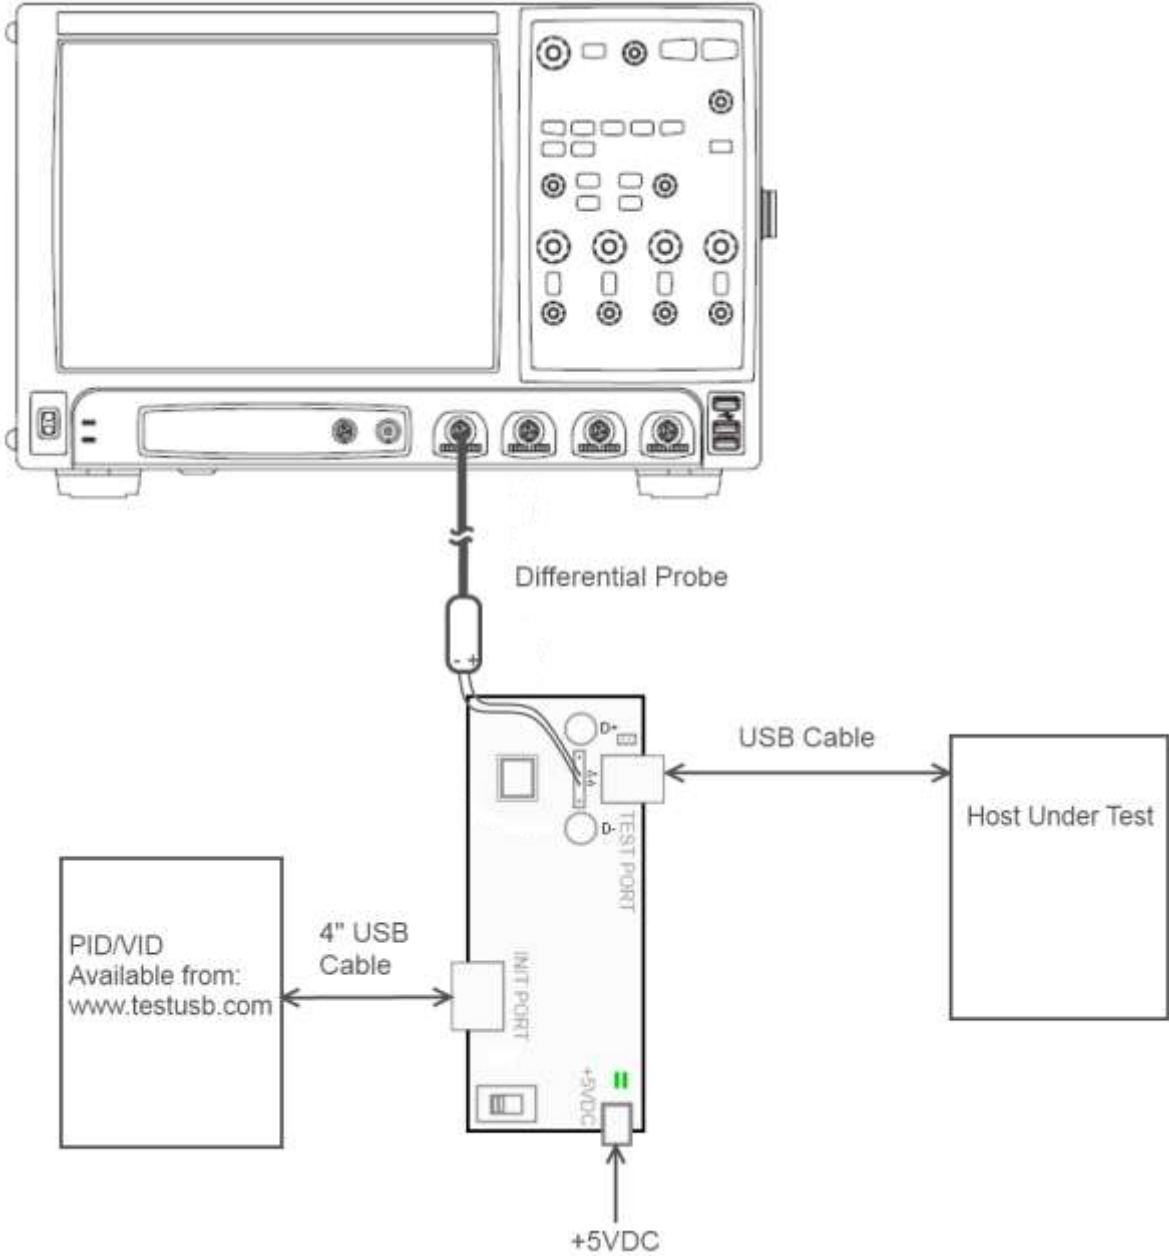 Differential Probe
- +
D+
USB Cable
Host Under Test
D-
TEST PORT
PID/VID
Available from:
www.testusb.com
4" USB
Cable
INIT PORT
+5VDC
+5VDC